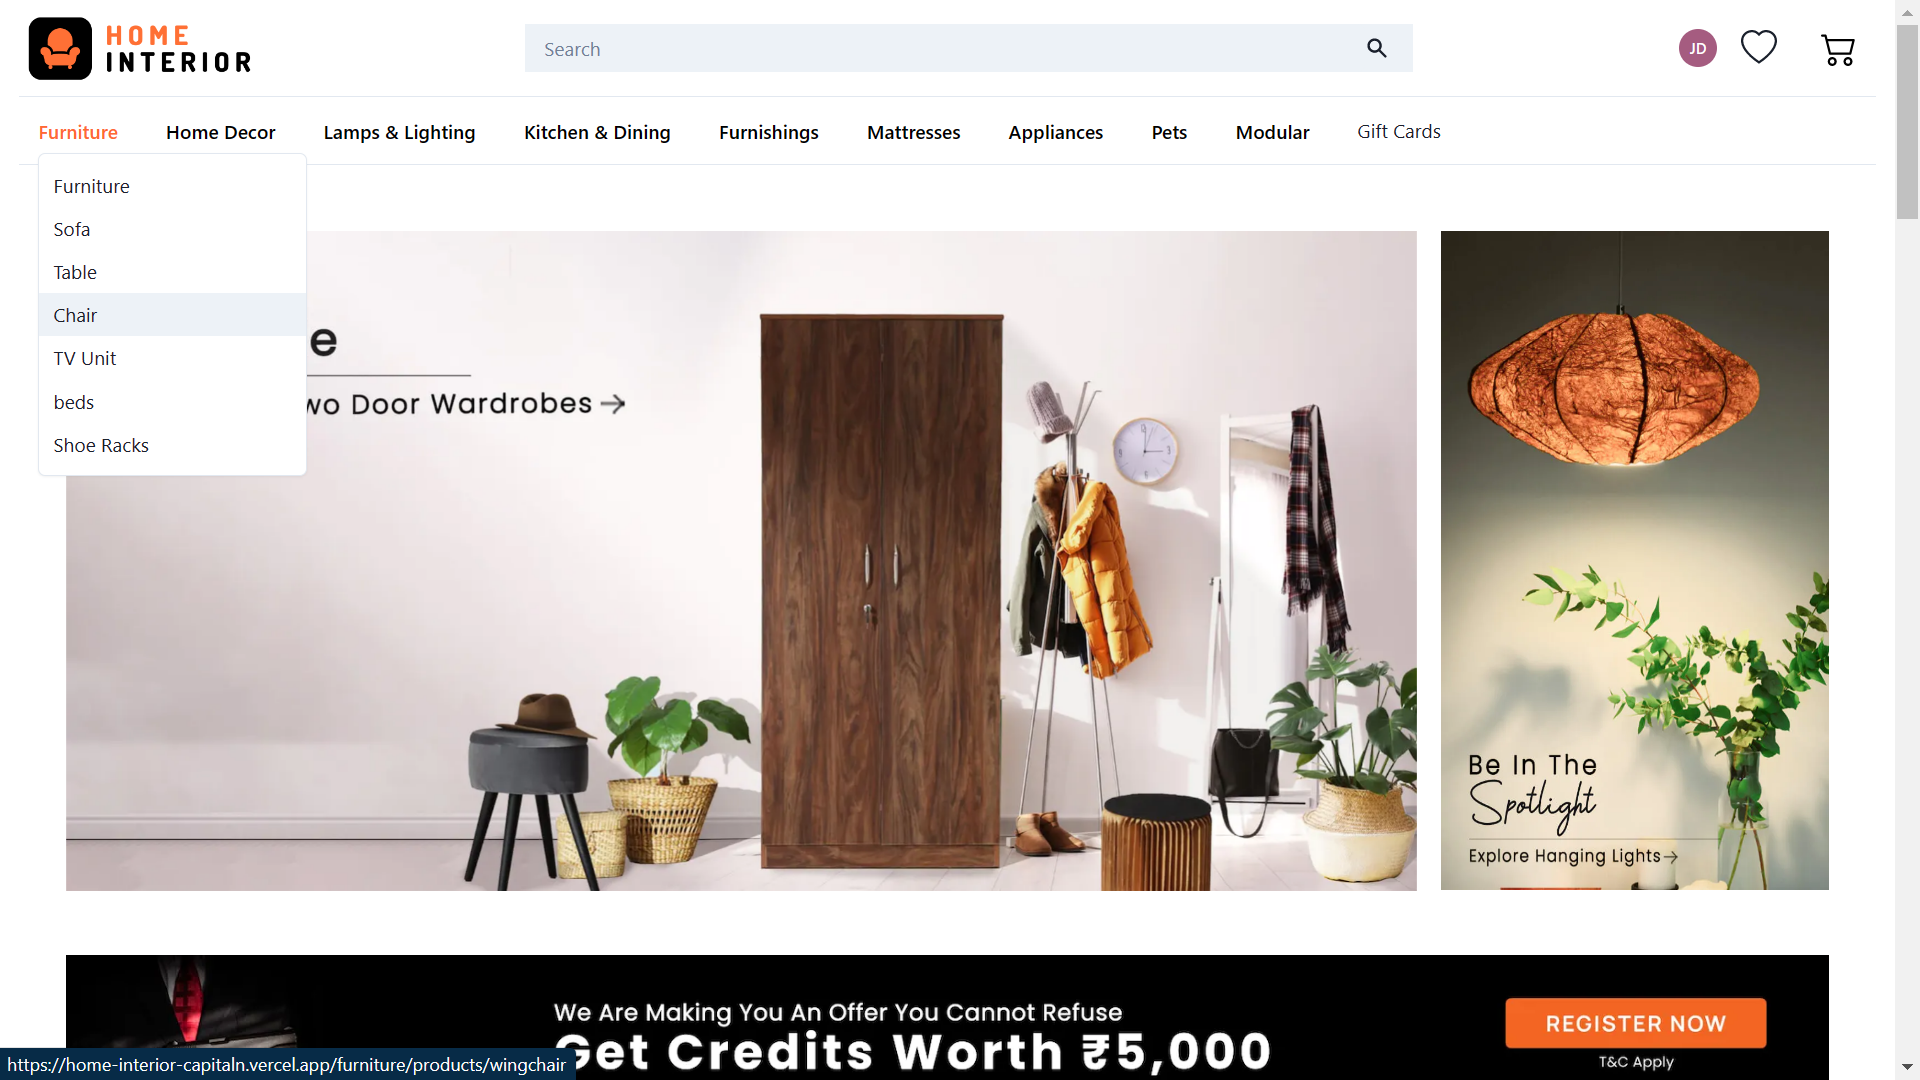 HOME
INTERIOR
Search
JD
Furniture
Home Decor
Lamps & Lighting
Kitchen & Dining
Furnishings
Mattresses
Appliances
Pets
Modular
Gift Cards
Furniture
Sofa
Table
Chair
TV Unit
beds
Shoe Racks
e
wo Door Wardrobes
Be In The
Spotlight
Explore Hanging Lights
We Are Making You An Offer You Cannot Refuse
Get Credits Worth ₹5,000
REGISTER NOW
T&C Apply
https://home-interior-capitaln.vercel.app/furniture/products/wingchair